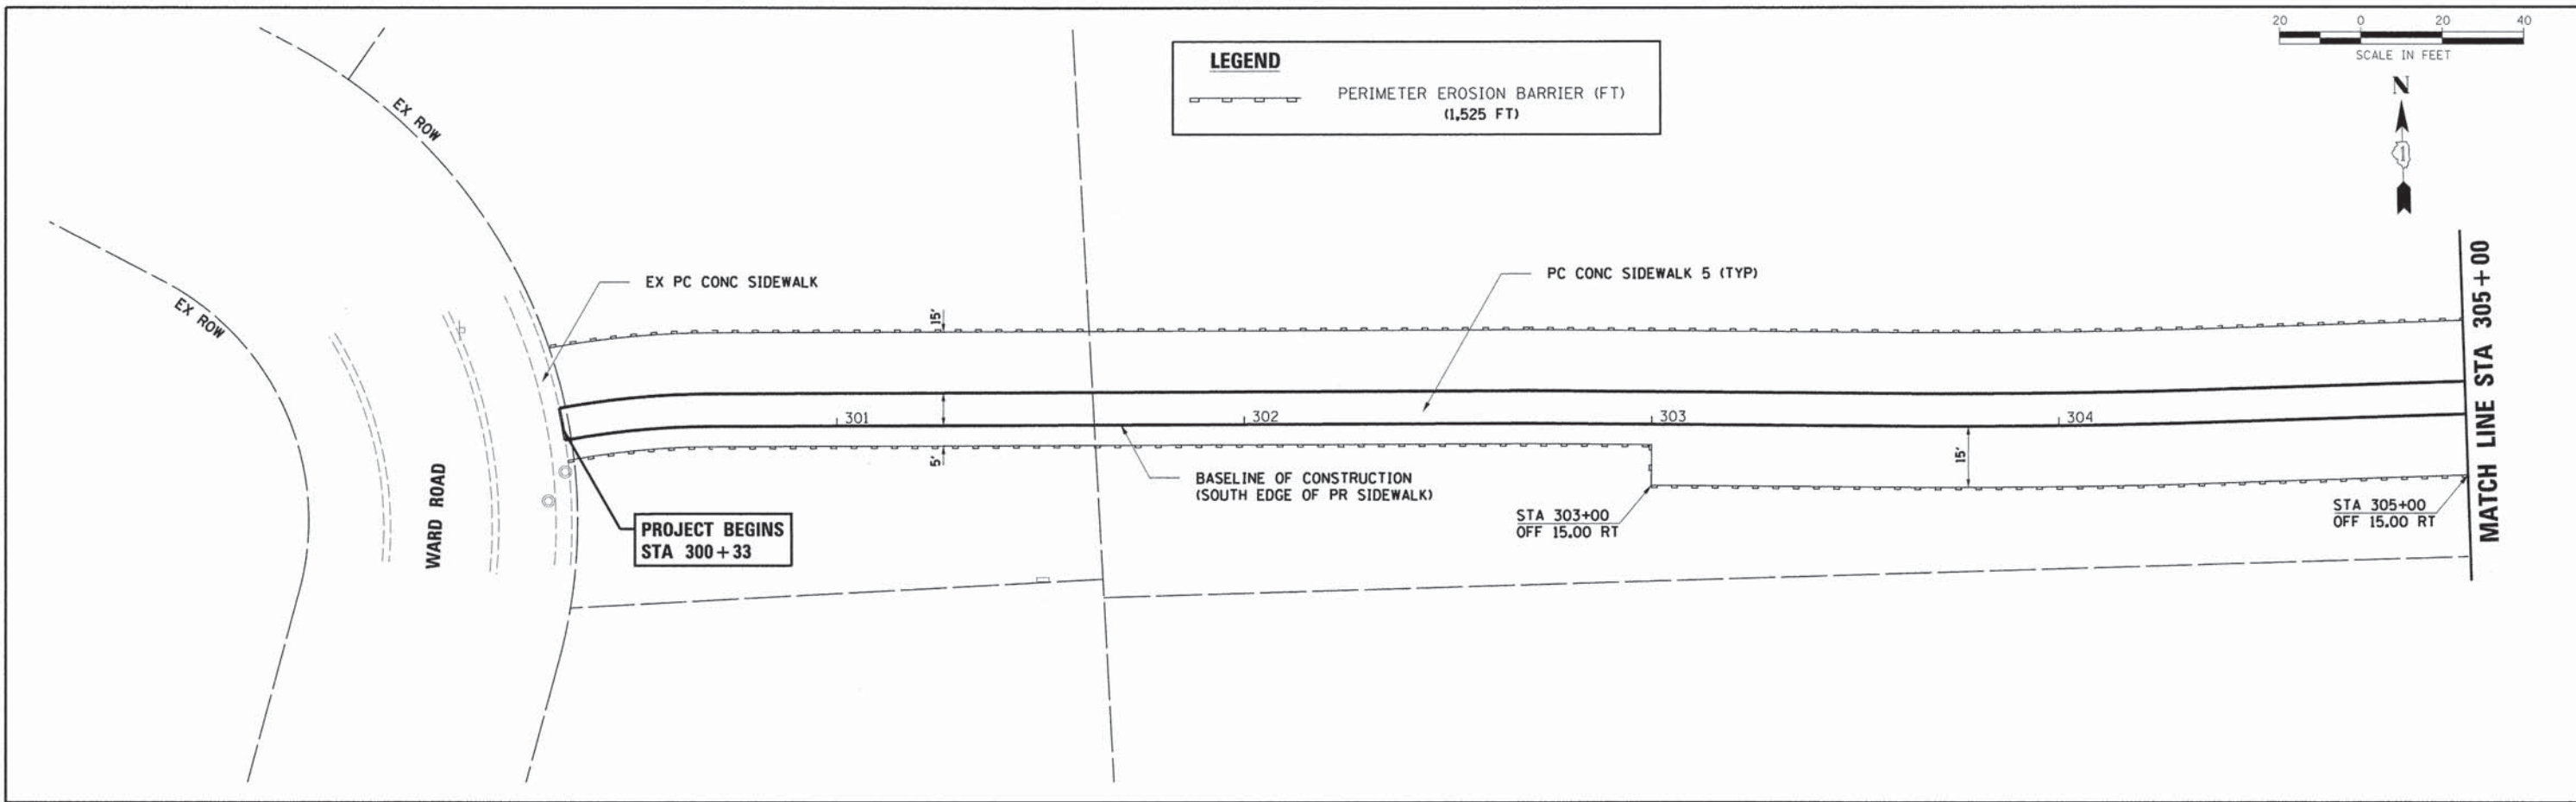 20 0 20 40
SCALE IN FEET
N
1
LEGEND
PERIMETER EROSION BARRIER (FT)
(1,525 FT)
EX ROW
EX ROW
EX PC CONC SIDEWALK
PC CONC SIDEWALK 5 (TYP)
15'
301
302
303
304
5'
15'
BASELINE OF CONSTRUCTION
(SOUTH EDGE OF PR SIDEWALK)
WARD ROAD
PROJECT BEGINS
STA 300+33
STA 303+00
OFF 15.00 RT
STA 305+00
OFF 15.00 RT
MATCH LINE STA 305+00